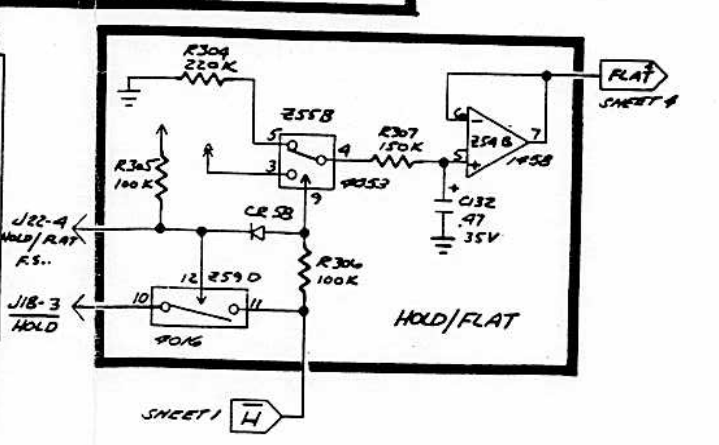 R304
220K
FLAT
SHEET 4
Z55B
5
4
3
4053
9
R307
150K
6
Z54B
7
5
1458
+
C132
.47
35V
R305
100K
J22-4
HOLD/FLAT
F.S..
CR58
R306
100K
12 Z59D
10
11
4016
J18-3
HOLD
HOLD/FLAT
SHEET 1
H